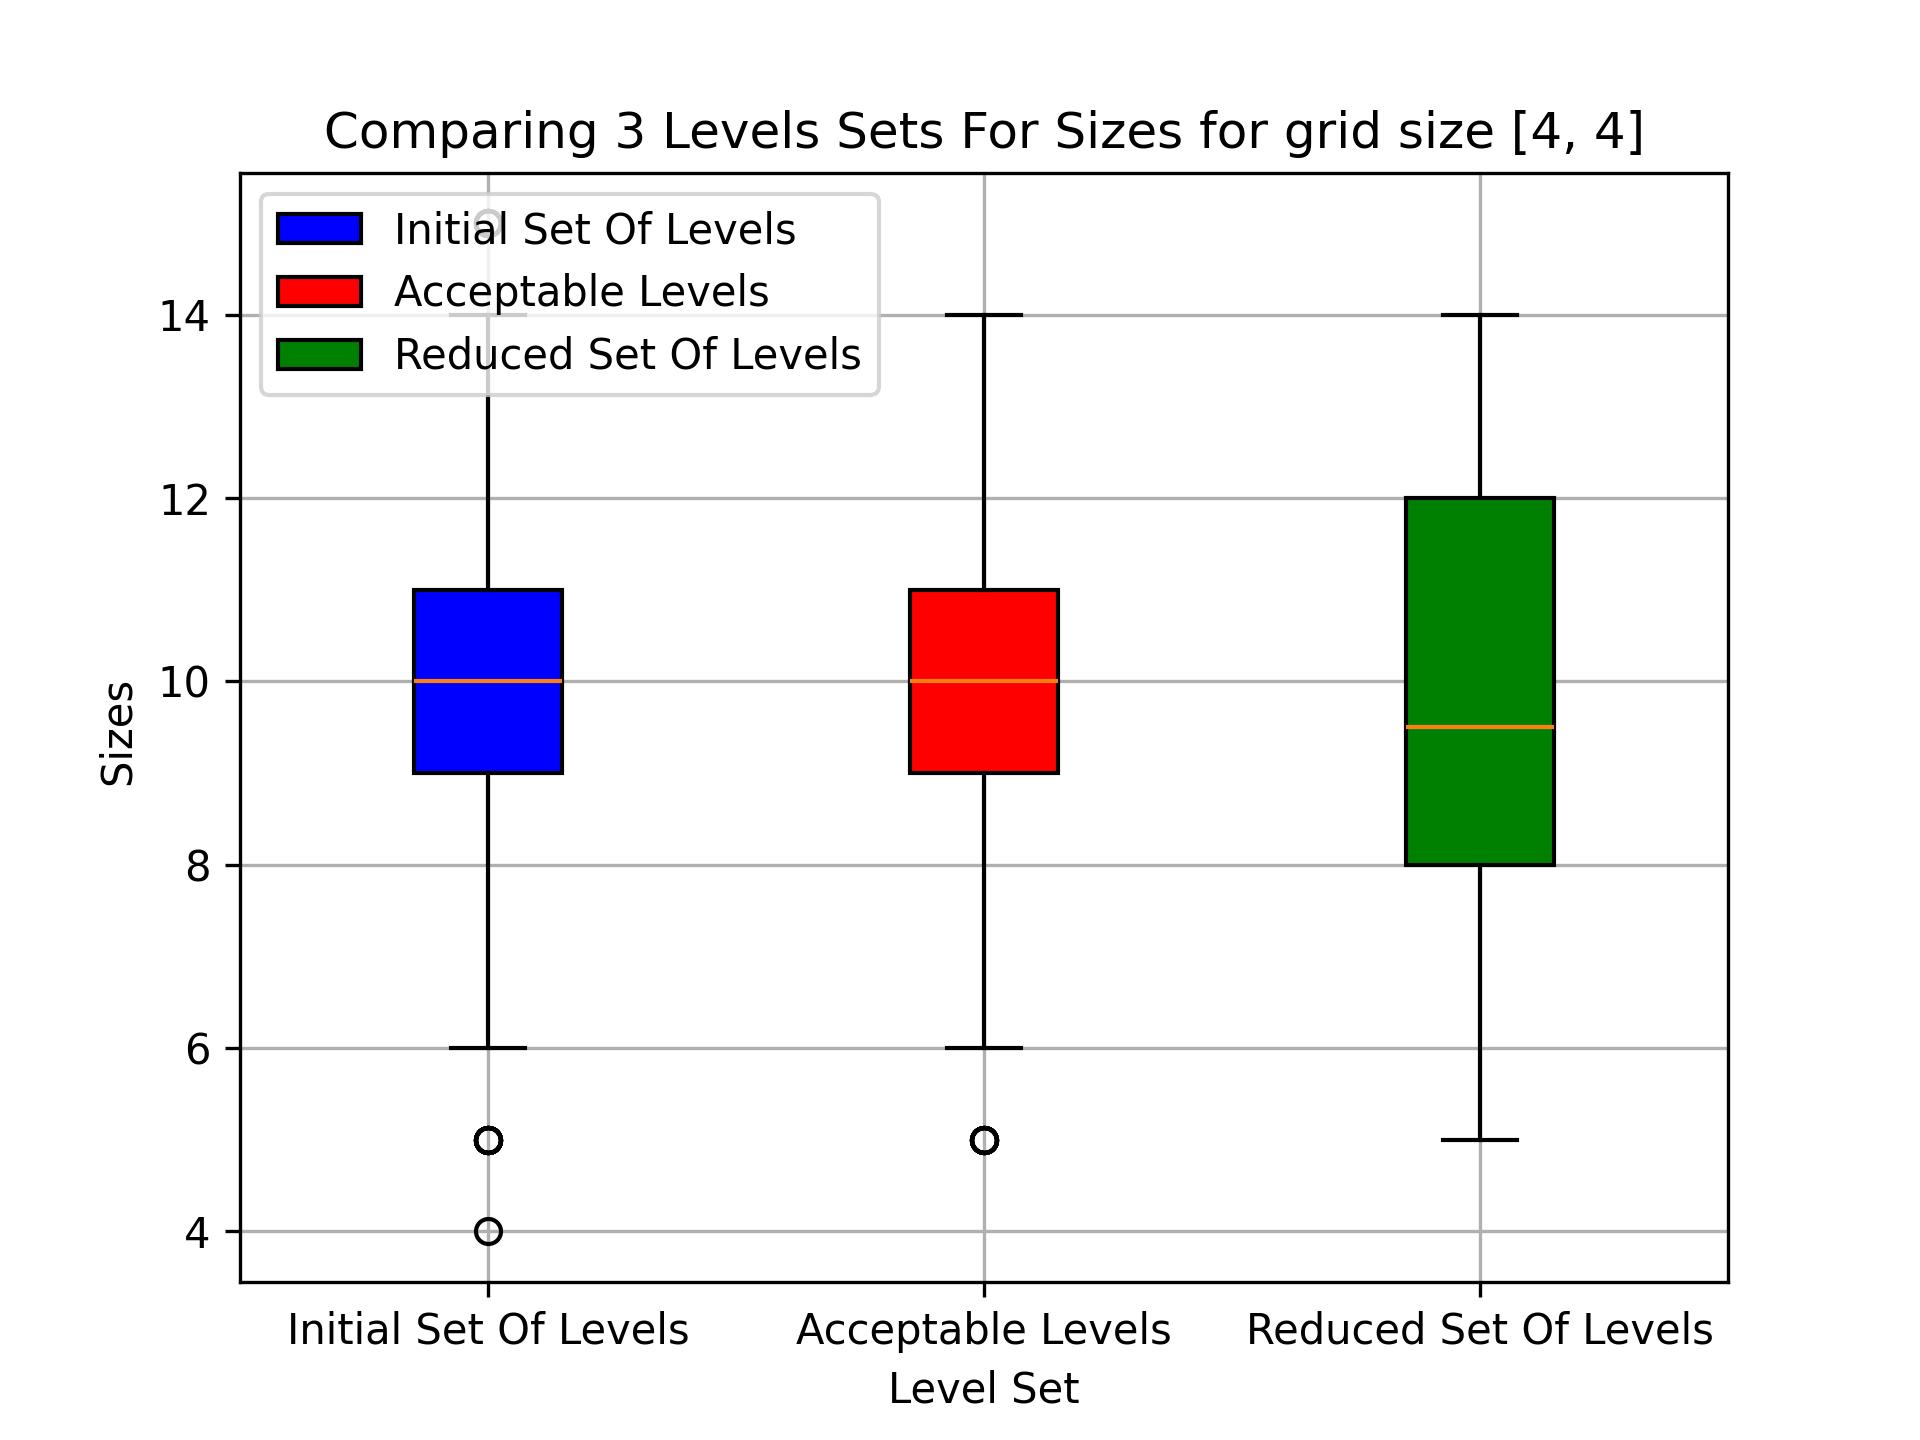 Comparing 3 Levels Sets For Sizes for grid size [4, 4]
Initial Set Of Levels
Acceptable Levels
Reduced Set Of Levels
14
12
10
8
6
4
Sizes
Initial Set Of Levels Acceptable Levels Reduced Set Of Levels
Level Set